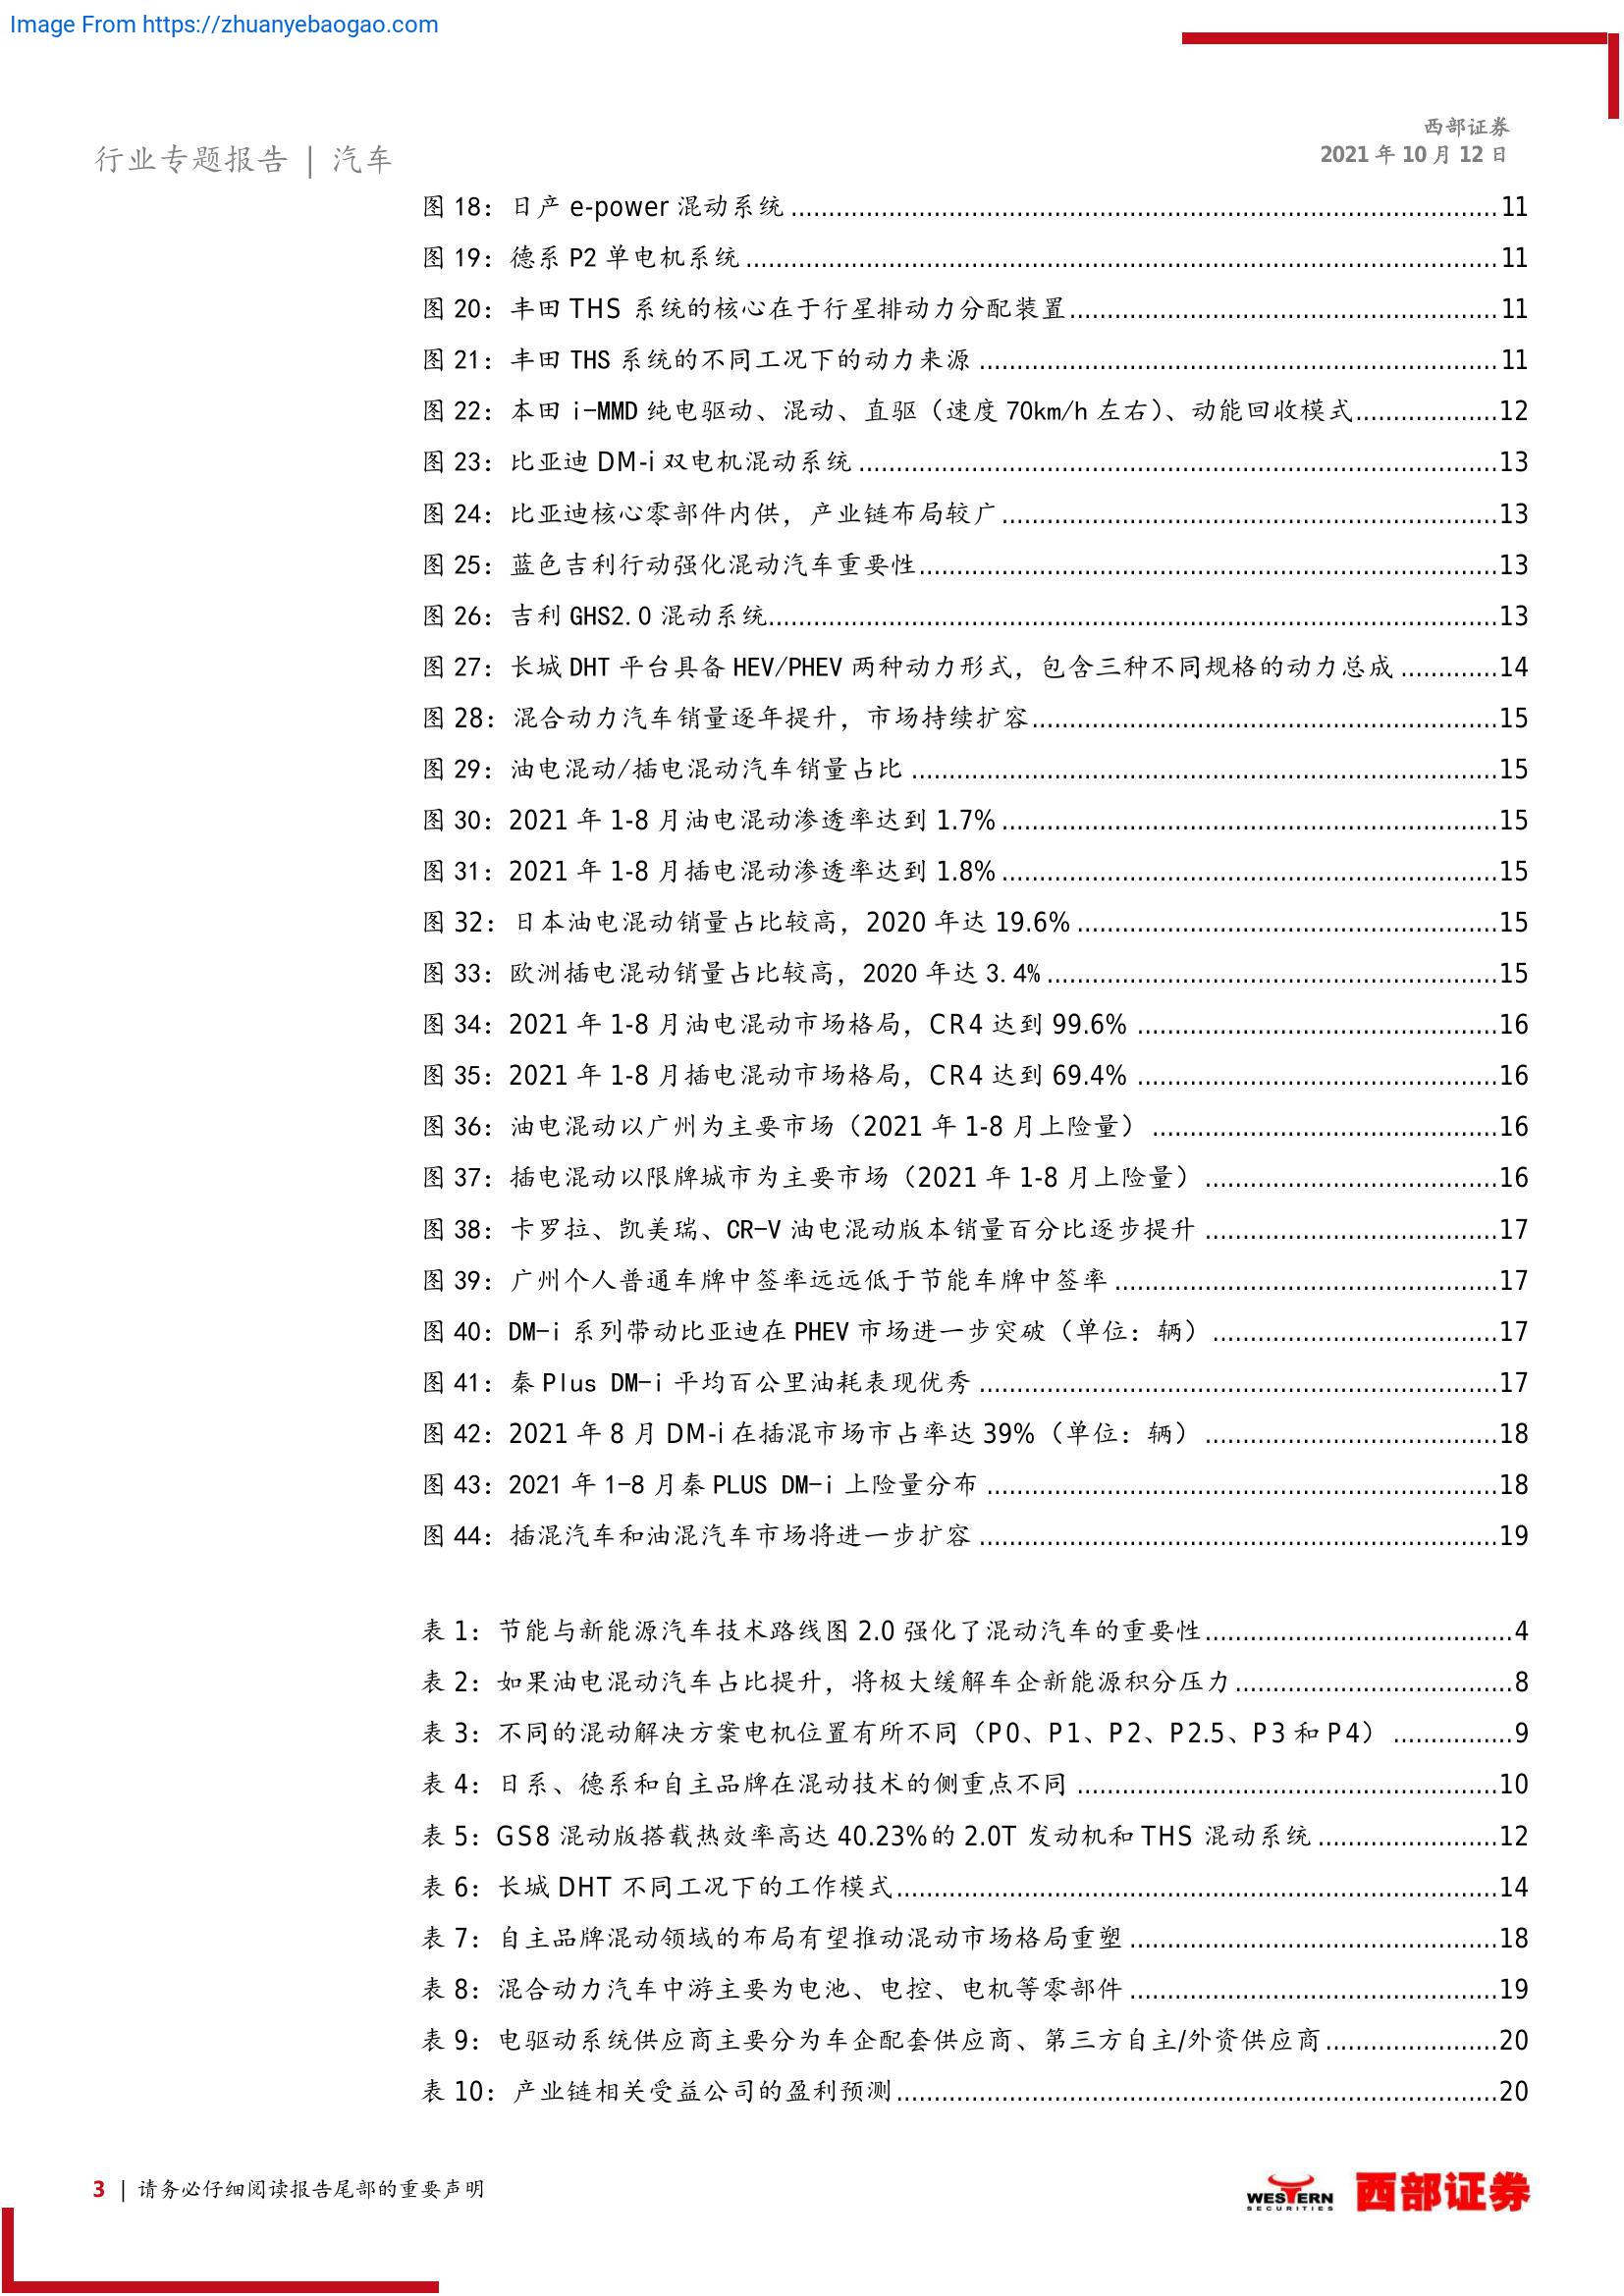 Image From https://zhuanyebaogao.com
西部证券
2021 年 10 月 12 日
行业专题报告 | 汽车
图 18：日产 e-power 混动系统 ........ 11
图 19：德系 P2 单电机系统 ........ 11
图 20：丰田 THS 系统的核心在于行星排动力分配装置 ........ 11
图 21：丰田 THS 系统的不同工况下的动力来源 ........ 11
图 22：本田 i-MMD 纯电驱动、混动、直驱（速度 70km/h 左右）、动能回收模式 ........ 12
图 23：比亚迪 DM-i 双电机混动系统 ........ 13
图 24：比亚迪核心零部件内供，产业链布局较广 ........ 13
图 25：蓝色吉利行动强化混动汽车重要性 ........ 13
图 26：吉利 GHS2.0 混动系统 ........ 13
图 27：长城 DHT 平台具备 HEV/PHEV 两种动力形式，包含三种不同规格的动力总成 ........ 14
图 28：混合动力汽车销量逐年提升，市场持续扩容 ........ 15
图 29：油电混动/插电混动汽车销量占比 ........ 15
图 30：2021 年 1-8 月油电混动渗透率达到 1.7% ........ 15
图 31：2021 年 1-8 月插电混动渗透率达到 1.8% ........ 15
图 32：日本油电混动销量占比较高，2020 年达 19.6% ........ 15
图 33：欧洲插电混动销量占比较高，2020 年达 3.4% ........ 15
图 34：2021 年 1-8 月油电混动市场格局，CR4 达到 99.6% ........ 16
图 35：2021 年 1-8 月插电混动市场格局，CR4 达到 69.4% ........ 16
图 36：油电混动以广州为主要市场（2021 年 1-8 月上险量） ........ 16
图 37：插电混动以限牌城市为主要市场（2021 年 1-8 月上险量） ........ 16
图 38：卡罗拉、凯美瑞、CR-V 油电混动版本销量百分比逐步提升 ........ 17
图 39：广州个人普通车牌中签率远远低于节能车牌中签率 ........ 17
图 40：DM-i 系列带动比亚迪在 PHEV 市场进一步突破（单位：辆） ........ 17
图 41：秦 Plus DM-i 平均百公里油耗表现优秀 ........ 17
图 42：2021 年 8 月 DM-i 在插混市场市占率达 39%（单位：辆） ........ 18
图 43：2021 年 1-8 月秦 PLUS DM-i 上险量分布 ........ 18
图 44：插混汽车和油混汽车市场将进一步扩容 ........ 19
表 1：节能与新能源汽车技术路线图 2.0 强化了混动汽车的重要性 ........ 4
表 2：如果油电混动汽车占比提升，将极大缓解车企新能源积分压力 ........ 8
表 3：不同的混动解决方案电机位置有所不同（P0、P1、P2、P2.5、P3 和 P4） ........ 9
表 4：日系、德系和自主品牌在混动技术的侧重点不同 ........ 10
表 5：GS8 混动版搭载热效率高达 40.23%的 2.0T 发动机和 THS 混动系统 ........ 12
表 6：长城 DHT 不同工况下的工作模式 ........ 14
表 7：自主品牌混动领域的布局有望推动混动市场格局重塑 ........ 18
表 8：混合动力汽车中游主要为电池、电控、电机等零部件 ........ 19
表 9：电驱动系统供应商主要分为车企配套供应商、第三方自主/外资供应商 ........ 20
表 10：产业链相关受益公司的盈利预测 ........ 20
3 | 请务必仔细阅读报告尾部的重要声明
WESTERN
SECURITIES
西部证券